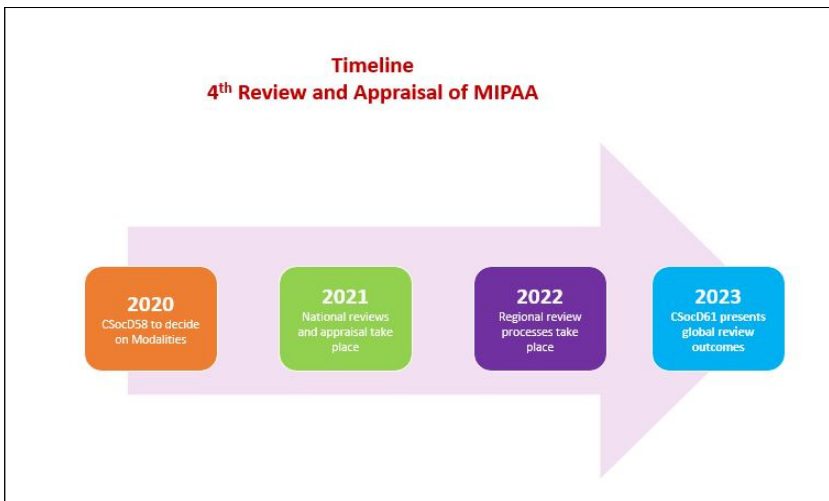 Timeline
4th Review and Appraisal of MIPAA
2020
CSocD58 to decide
on Modalities
2021
National reviews
and appraisal take
place
2022
Regional review
processes take
place
2023
CSocD61 presents
global review
outcomes